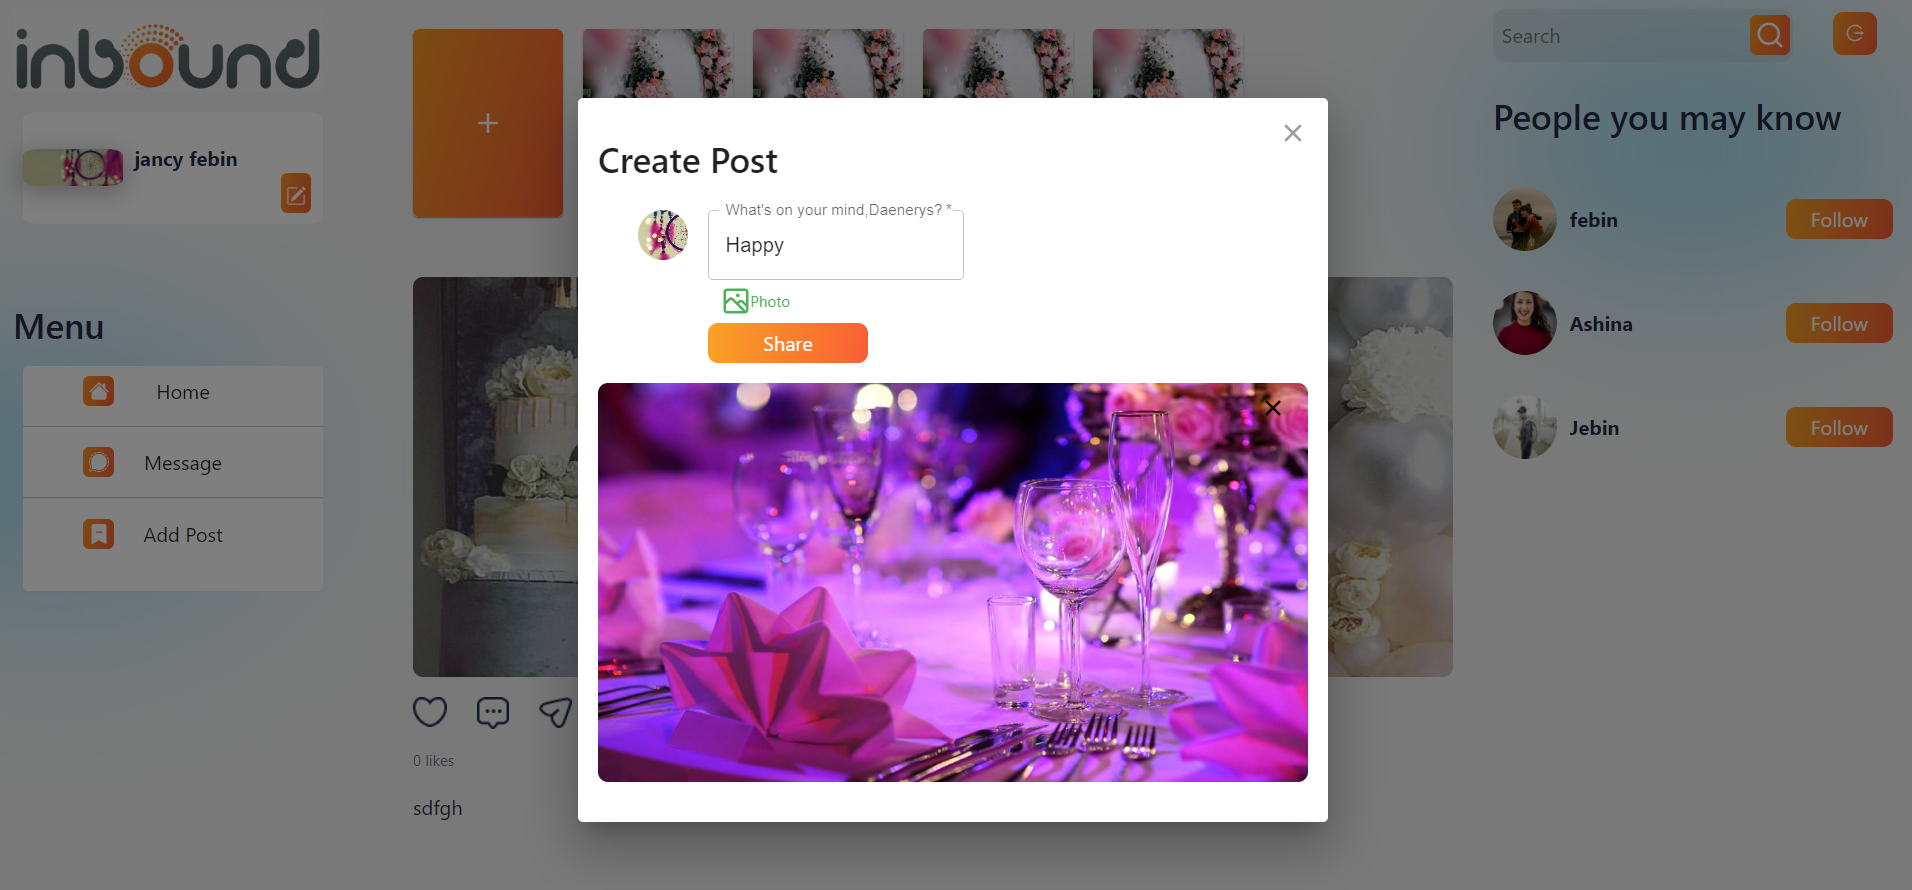 inbound
jancy febin
Menu
Home
Message
Add Post
0 likes
sdfgh
Create Post
What's on your mind,Daenerys? *
Happy
Photo
Share
Search
People you may know
febin
Follow
Ashina
Follow
Jebin
Follow